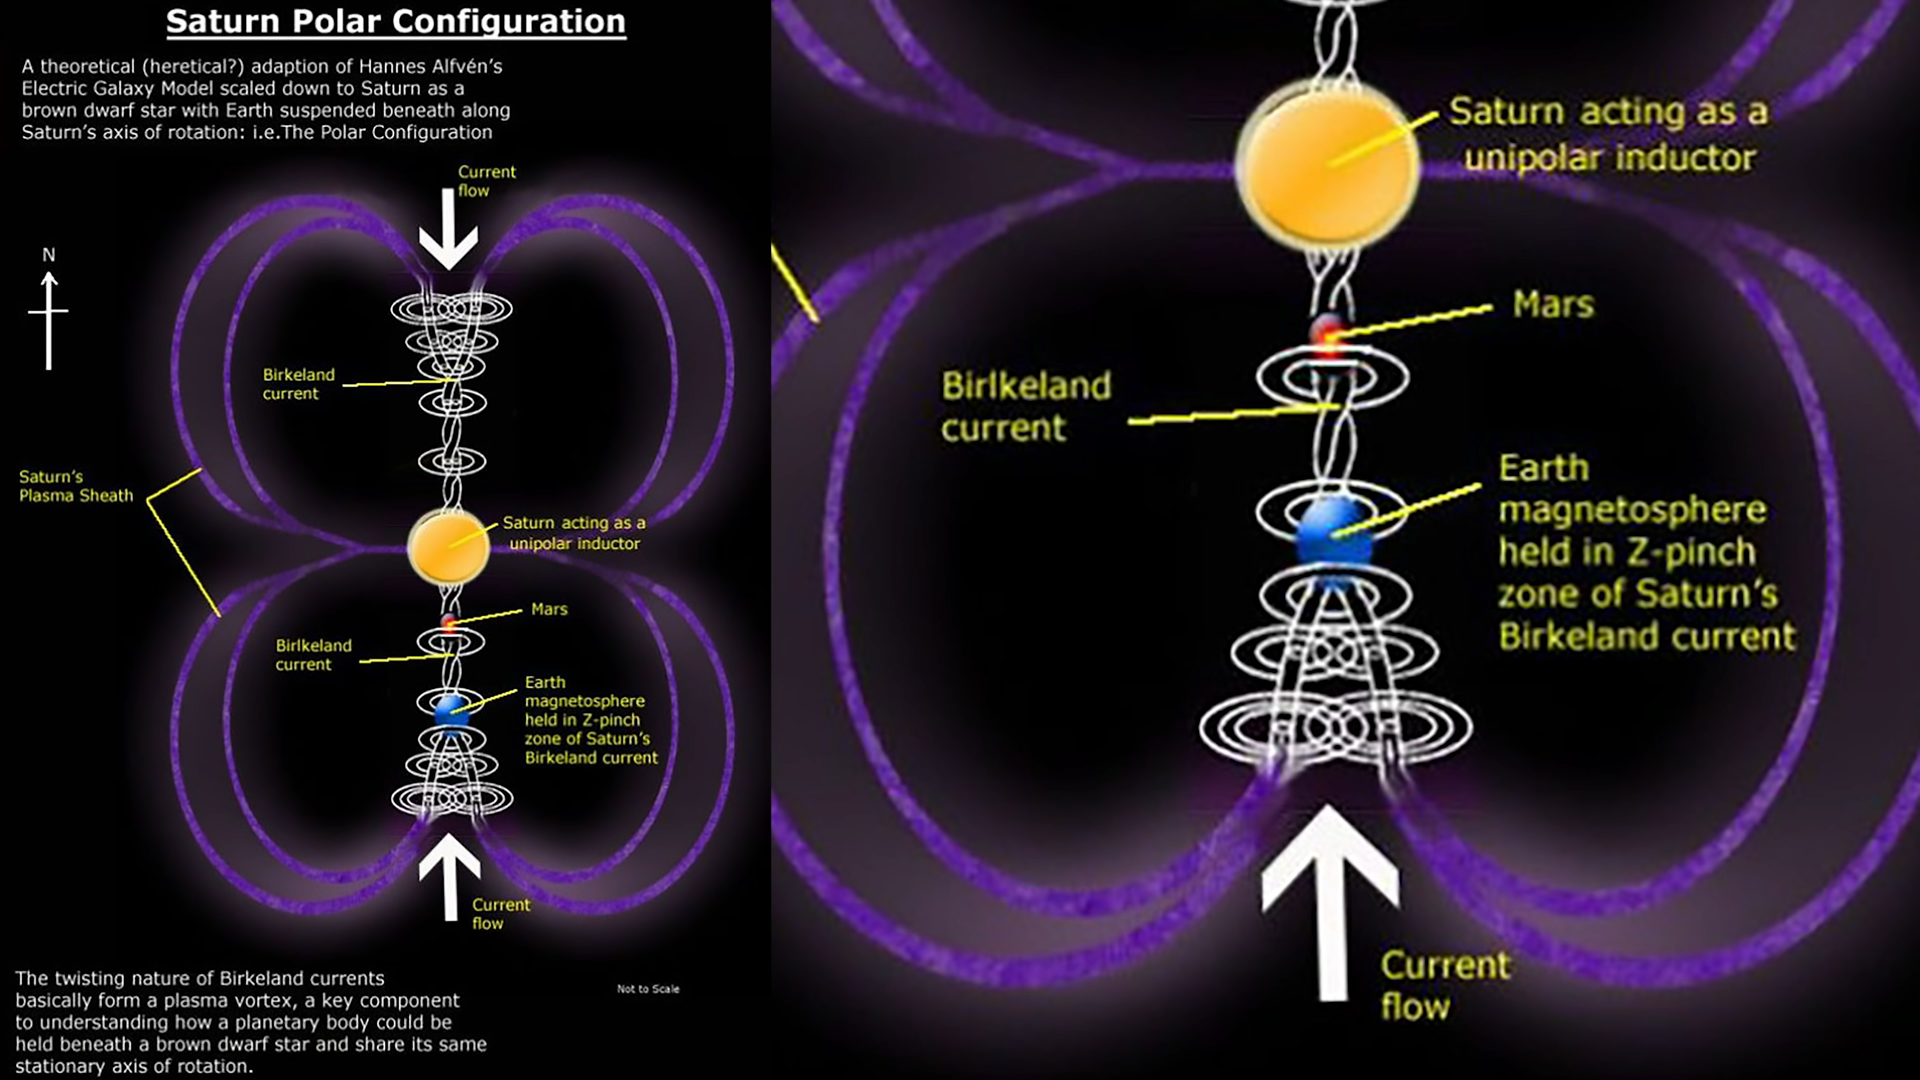 Saturn Polar Configuration
A theoretical (heretical?) adaption of Hannes Alfvén's
Electric Galaxy Model scaled down to Saturn as a
brown dwarf star with Earth suspended beneath along
Saturn's axis of rotation: i.e.The Polar Configuration
Current
flow
N
Birkeland
current
Saturn's
Plasma Sheath
Saturn acting as a
unipolar inductor
Mars
Birlkeland
current
Earth
magnetosphere
held in Z-pinch
zone of Saturn's
Birkeland current
Current
flow
The twisting nature of Birkeland currents
basically form a plasma vortex, a key component
to understanding how a planetary body could be
held beneath a brown dwarf star and share its same
stationary axis of rotation.
Not to Scale
Saturn acting as a
unipolar inductor
Mars
Birlkeland
current
Earth
magnetosphere
held in Z-pinch
zone of Saturn's
Birkeland current
Current
flow